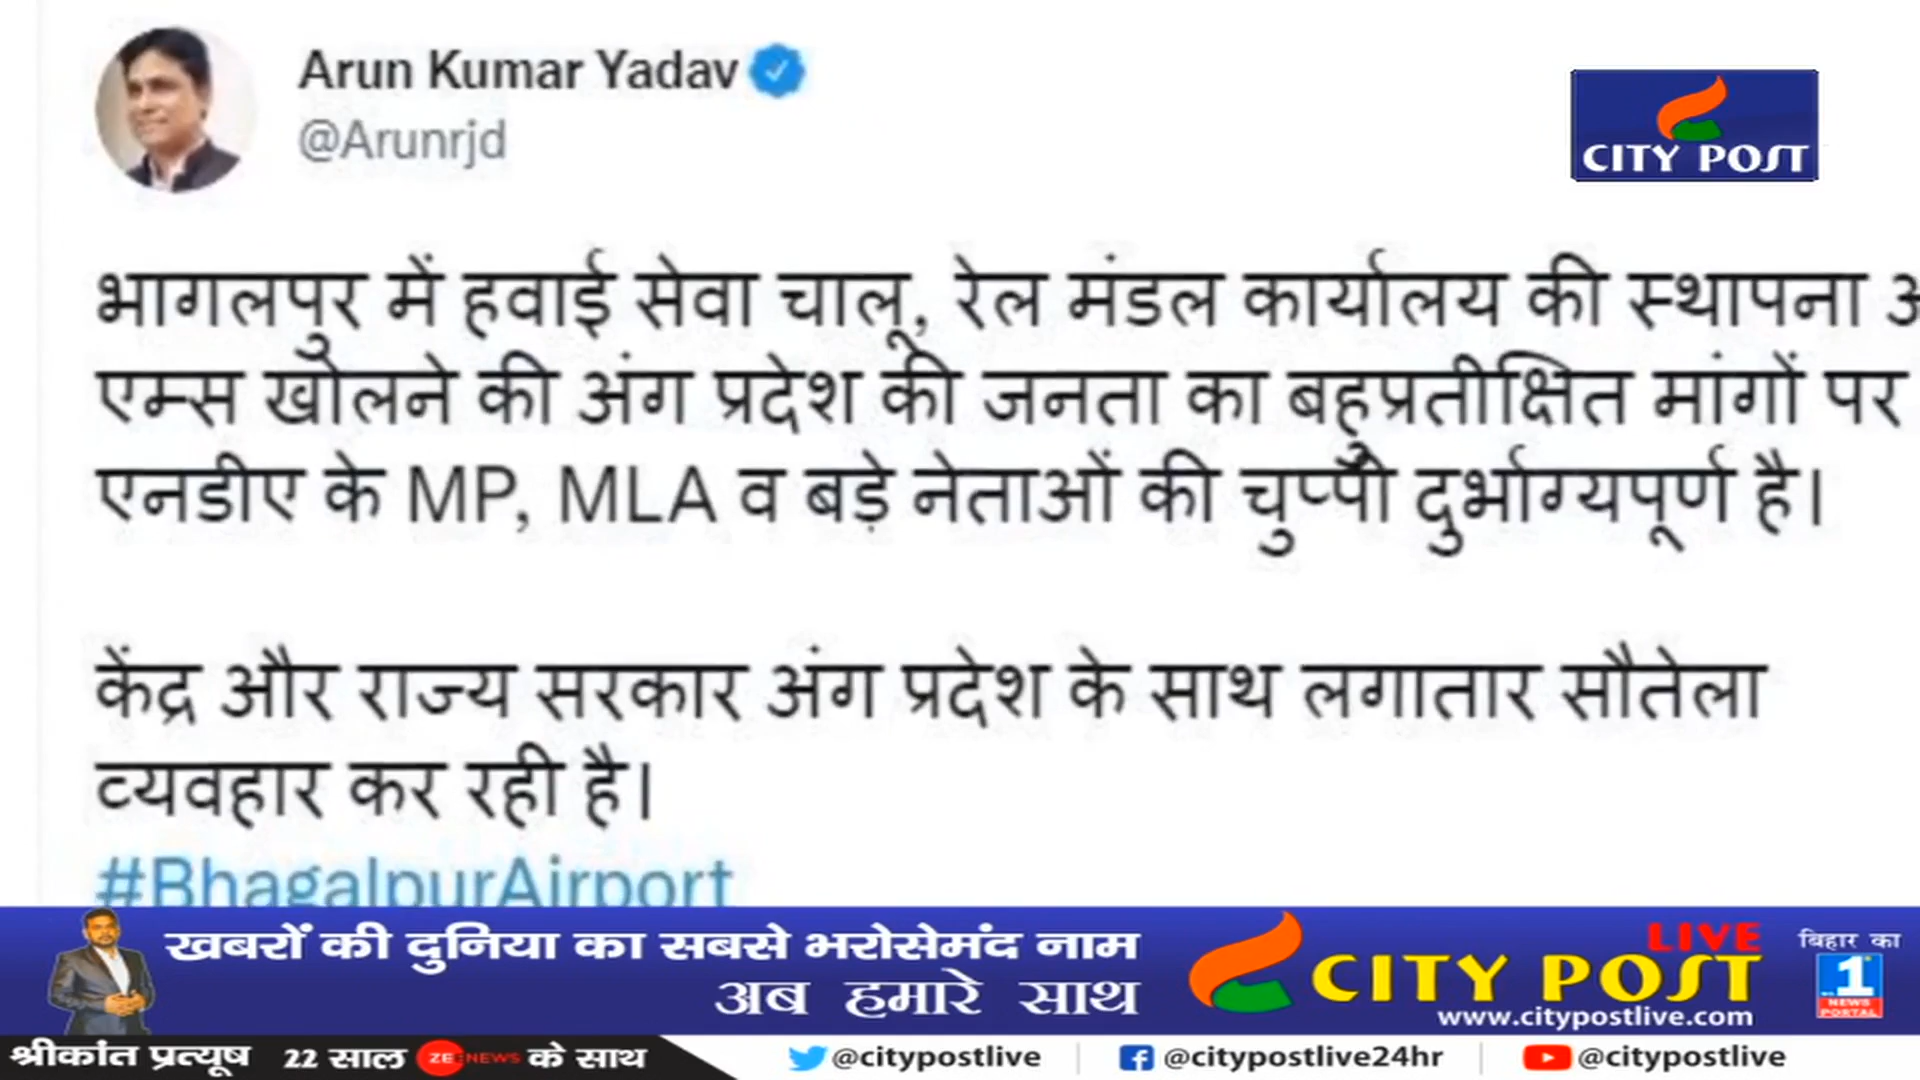 Arun Kumar Yadav
@Arunrjd
CITY POST
भागलपुर में हवाई सेवा चालू, रेल मंडल कार्यालय की स्थापना
एम्स खोलने की अंग प्रदेश की जनता का बहुप्रतीक्षित मांगों पर
एनडीए के MP, MLA व बड़े नेताओं की चुप्पी दुर्भाग्यपूर्ण है।
केंद्र और राज्य सरकार अंग प्रदेश के साथ लगातार सौतेला
व्यवहार कर रही है।
#BhagalpurAirport
खबरों की दुनिया का सबसे भरोसेमंद नाम
अब हमारे साथ
LIVE
CITY POST
www.citypostlive.com
बिहार का
1
NEWS
PORTAL
श्रीकांत प्रत्यूष 22 साल ZEE NEWS के साथ
@citypostlive
@citypostlive24hr
@citypostlive